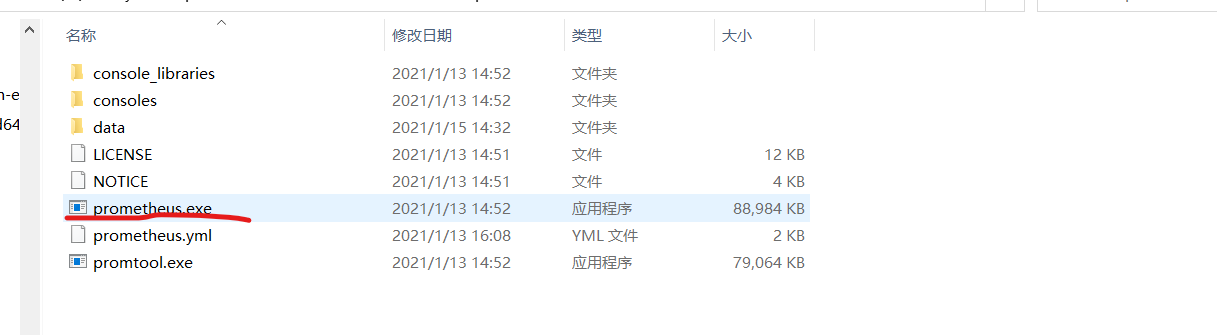 名称 修改日期 类型 大小
console_libraries 2021/1/13 14:52 文件夹
consoles 2021/1/13 14:52 文件夹
n-e
data 2021/1/15 14:32 文件夹
d64
LICENSE 2021/1/13 14:51 文件 12 KB
NOTICE 2021/1/13 14:51 文件 4 KB
prometheus.exe 2021/1/13 14:52 应用程序 88,984 KB
prometheus.yml 2021/1/13 16:08 YML 文件 2 KB
promtool.exe 2021/1/13 14:52 应用程序 79,064 KB